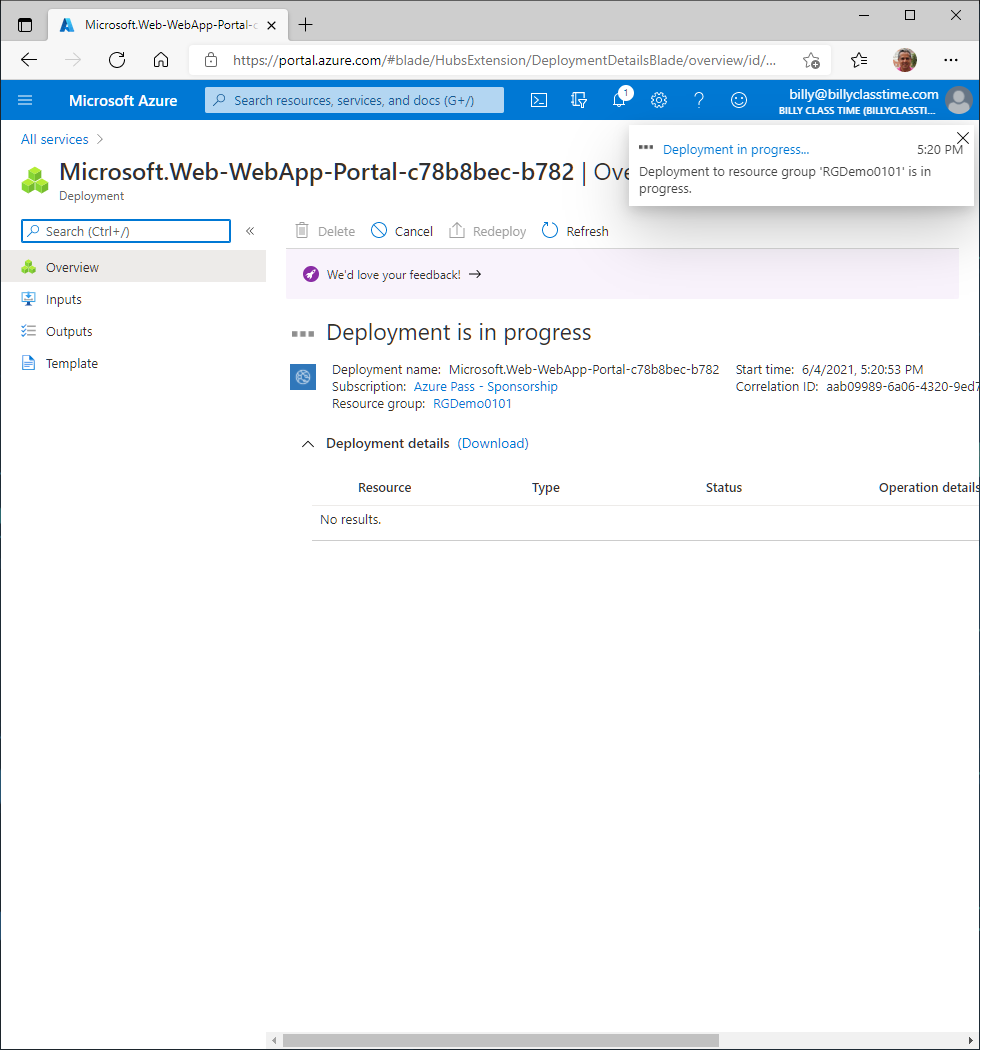 Microsoft.Web-WebApp-Portal-c
https://portal.azure.com/#blade/HubsExtension/DeploymentDetailsBlade/overview/id/...
Microsoft Azure
Search resources, services, and docs (G+/)
1
billy@billyclasstime.com
BILLY CLASS TIME (BILLYCLASSTI...
All services
Microsoft.Web-WebApp-Portal-c78b8bec-b782 | Ove
Deployment
Deployment in progress...
5:20 PM
Deployment to resource group 'RGDemo0101' is in
progress.
Search (Ctrl+/)
Overview
Inputs
Outputs
Template
Delete
Cancel
Redeploy
Refresh
We'd love your feedback!
Deployment is in progress
Deployment name: Microsoft.Web-WebApp-Portal-c78b8bec-b782
Subscription: Azure Pass - Sponsorship
Resource group: RGDemo0101
Start time: 6/4/2021, 5:20:53 PM
Correlation ID: aab09989-6a06-4320-9ed7
Deployment details (Download)
Resource Type Status Operation details
No results.